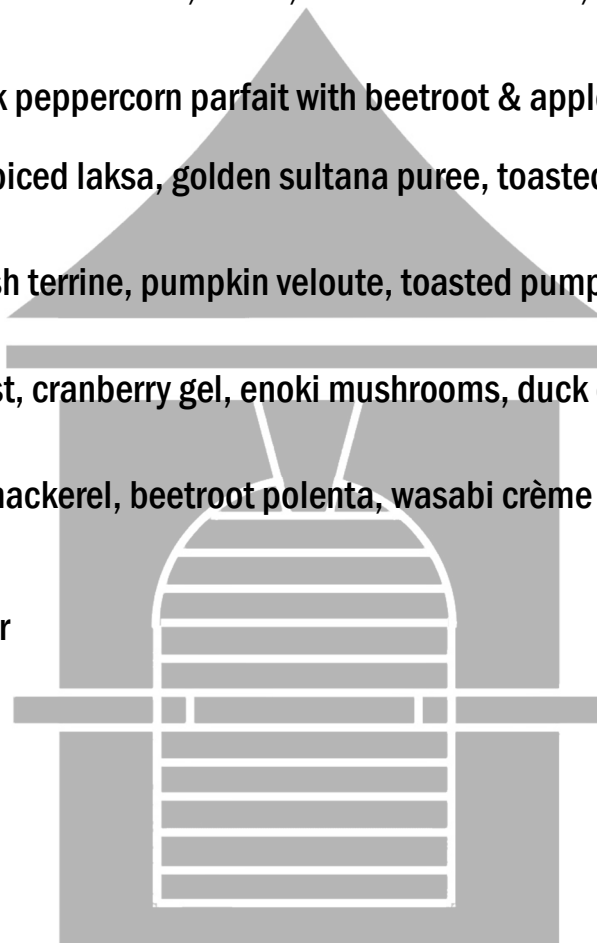 k peppercorn parfait with beetroot & appl
piced laksa, golden sultana puree, toasted
sh terrine, pumpkin veloute, toasted pump
st, cranberry gel, enoki mushrooms, duck
mackerel, beetroot polenta, wasabi crème
r